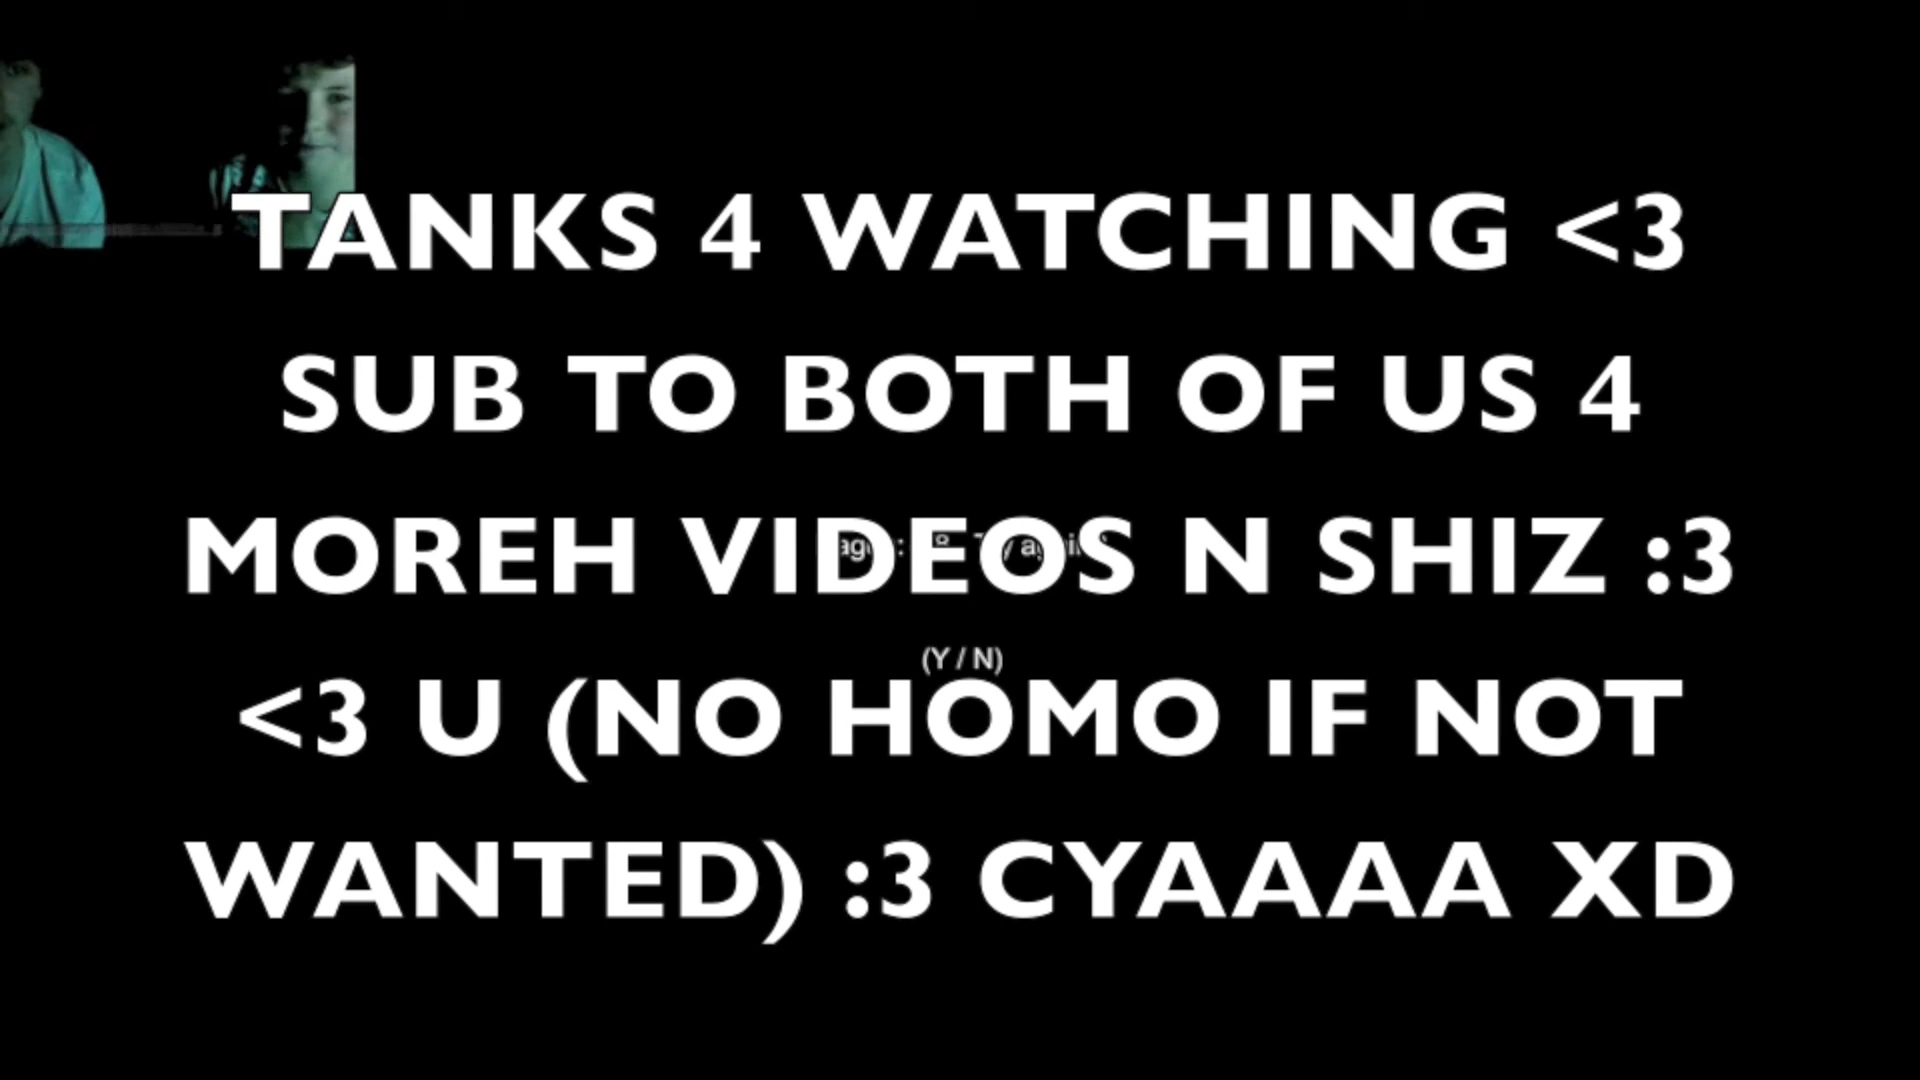 TANKS 4 WATCHING <3
SUB TO BOTH OF US 4
MOREH VIDEOS N SHIZ :3
(Y / N)
<3 U (NO HOMO IF NOT
WANTED) :3 CYAAAA XD